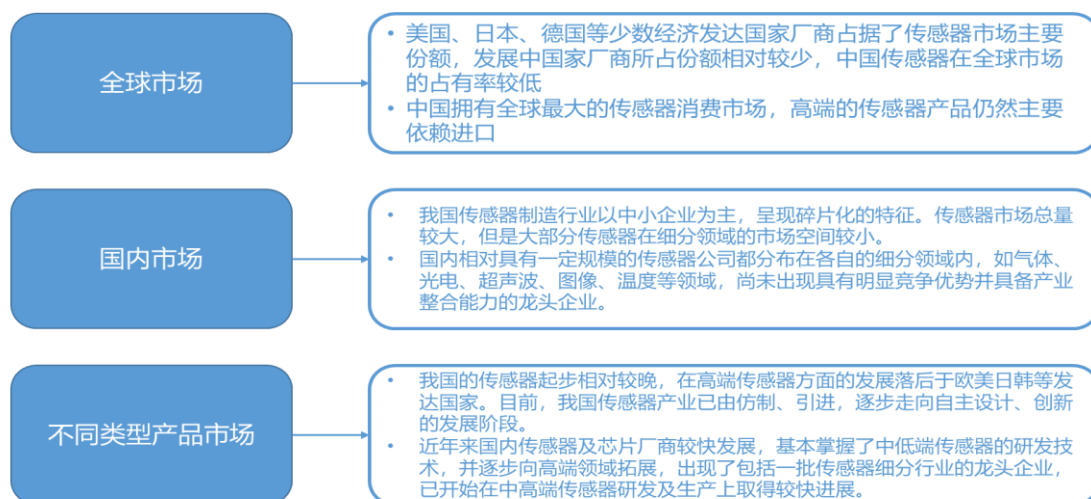 全球市场
• 美国、日本、德国等少数经济发达国家厂商占据了传感器市场主要
份额，发展中国家厂商所占份额相对较少，中国传感器在全球市场
的占有率较低
• 中国拥有全球最大的传感器消费市场，高端的传感器产品仍然主要
依赖进口
国内市场
• 我国传感器制造行业以中小企业为主，呈现碎片化的特征。传感器市场总量
较大，但是大部分传感器在细分领域的市场空间较小。
• 国内相对具有一定规模的传感器公司都分布在各自的细分领域内，如气体、
光电、超声波、图像、温度等领域，尚未出现具有明显竞争优势并具备产业
整合能力的龙头企业。
不同类型产品市场
• 我国的传感器起步相对较晚，在高端传感器方面的发展落后于欧美日韩等发
达国家。目前，我国传感器产业已由仿制、引进，逐步走向自主设计、创新
的发展阶段。
• 近年来国内传感器及芯片厂商较快发展，基本掌握了中低端传感器的研发技
术，并逐步向高端领域拓展，出现了包括一批传感器细分行业的龙头企业，
已开始在中高端传感器研发及生产上取得较快进展。